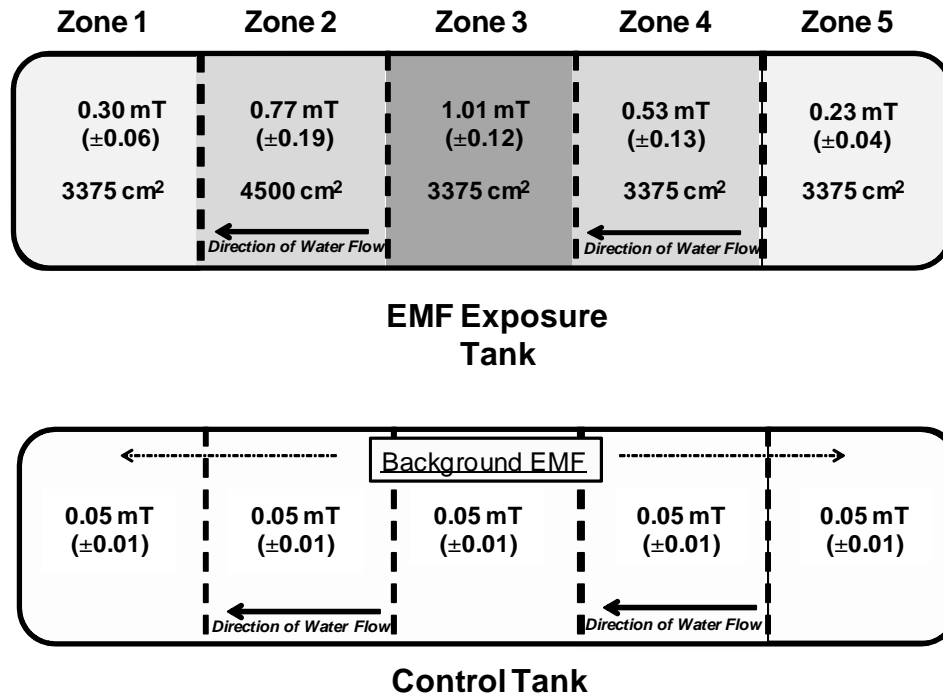 Zone 1 Zone 2 Zone 3 Zone 4 Zone 5
0.30 mT 0.77 mT 1.01 mT 0.53 mT 0.23 mT
(±0.06) (±0.19) (±0.12) (±0.13) (±0.04)
3375 cm² 4500 cm² 3375 cm² 3375 cm² 3375 cm²
Direction of Water Flow Direction of Water Flow
EMF Exposure
Tank
Background EMF
0.05 mT 0.05 mT 0.05 mT 0.05 mT 0.05 mT
(±0.01) (±0.01) (±0.01) (±0.01) (±0.01)
Direction of Water Flow Direction of Water Flow
Control Tank